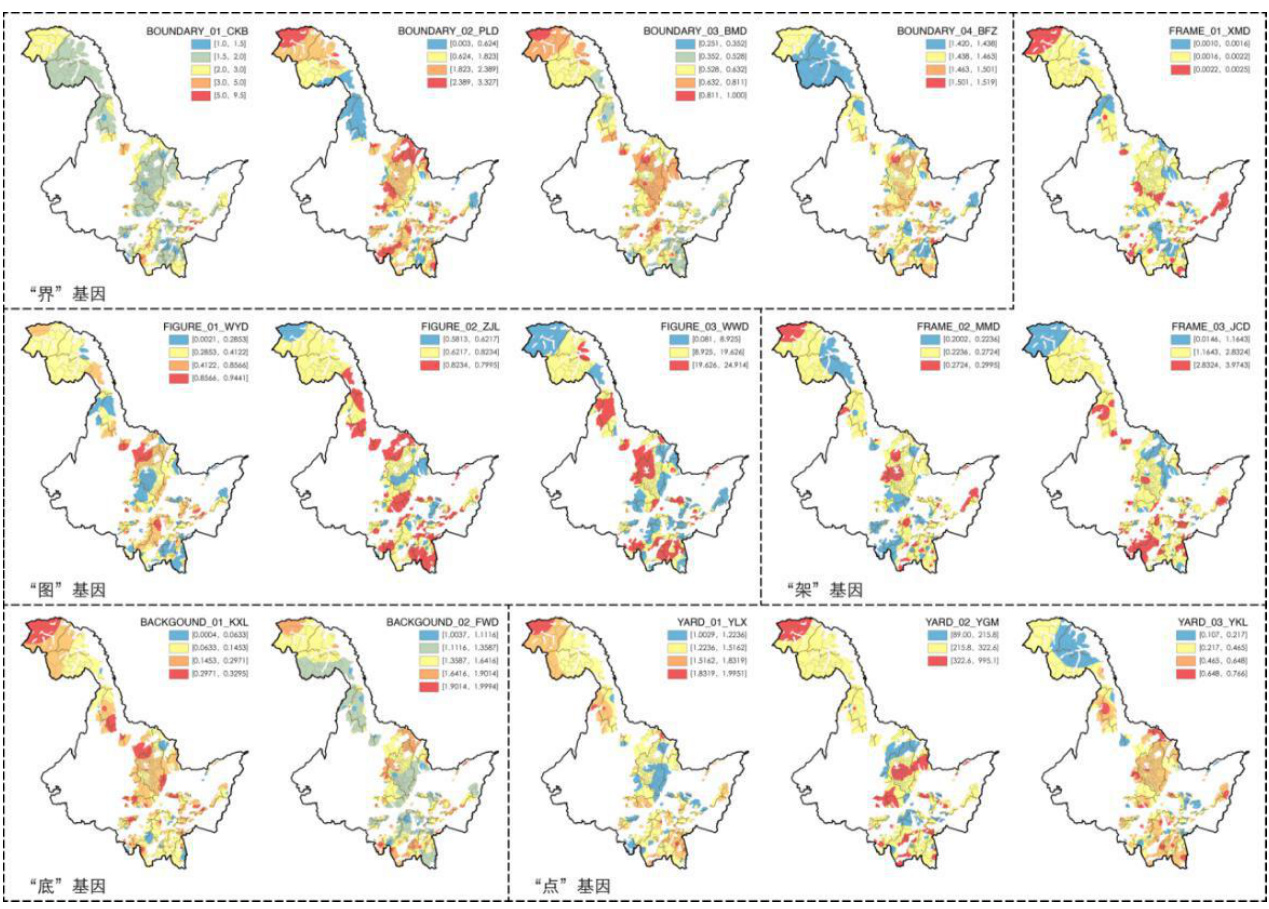 BOUNDARY_01_CKB
[1.0, 1.5]
[1.5, 2.0]
[2.0, 3.0]
[3.0, 5.0]
[5.0, 9.5]
BOUNDARY_02_PLD
[0.003, 0.624]
[0.624, 1.823]
[1.823, 2.389]
[2.389, 3.327]
BOUNDARY_03_BMD
[0.251, 0.352]
[0.352, 0.528]
[0.528, 0.632]
[0.632, 0.811]
[0.811, 1.000]
BOUNDARY_04_BFZ
[1.420, 1.438]
[1.438, 1.463]
[1.463, 1.501]
[1.501, 1.519]
“界”基因
FRAME_01_XMD
[0.0010, 0.0016]
[0.0016, 0.0022]
[0.0022, 0.0025]
FIGURE_01_WYD
[0.0021, 0.2853]
[0.2853, 0.4122]
[0.4122, 0.8566]
[0.8566, 0.9441]
FIGURE_02_ZJL
[0.5813, 0.6217]
[0.6217, 0.8234]
[0.8234, 0.7995]
FIGURE_03_WWD
[0.081, 8.925]
[8.925, 19.626]
[19.626, 24.914]
“图”基因
FRAME_02_MMD
[0.2002, 0.2236]
[0.2236, 0.2724]
[0.2724, 0.2995]
FRAME_03_JCD
[0.0146, 1.1643]
[1.1643, 2.8324]
[2.8324, 3.9743]
“架”基因
BACKGOUND_01_KXL
[0.0004, 0.0633]
[0.0633, 0.1453]
[0.1453, 0.2971]
[0.2971, 0.3295]
BACKGOUND_02_FWD
[1.0037, 1.1116]
[1.1116, 1.3587]
[1.3587, 1.6416]
[1.6416, 1.9014]
[1.9014, 1.9994]
“底”基因
YARD_01_YLX
[1.0029, 1.2236]
[1.2236, 1.5162]
[1.5162, 1.8319]
[1.8319, 1.9951]
YARD_02_YGM
[89.00, 215.8]
[215.8, 322.6]
[322.6, 995.1]
YARD_03_YKL
[0.107, 0.217]
[0.217, 0.465]
[0.465, 0.648]
[0.648, 0.766]
“点”基因